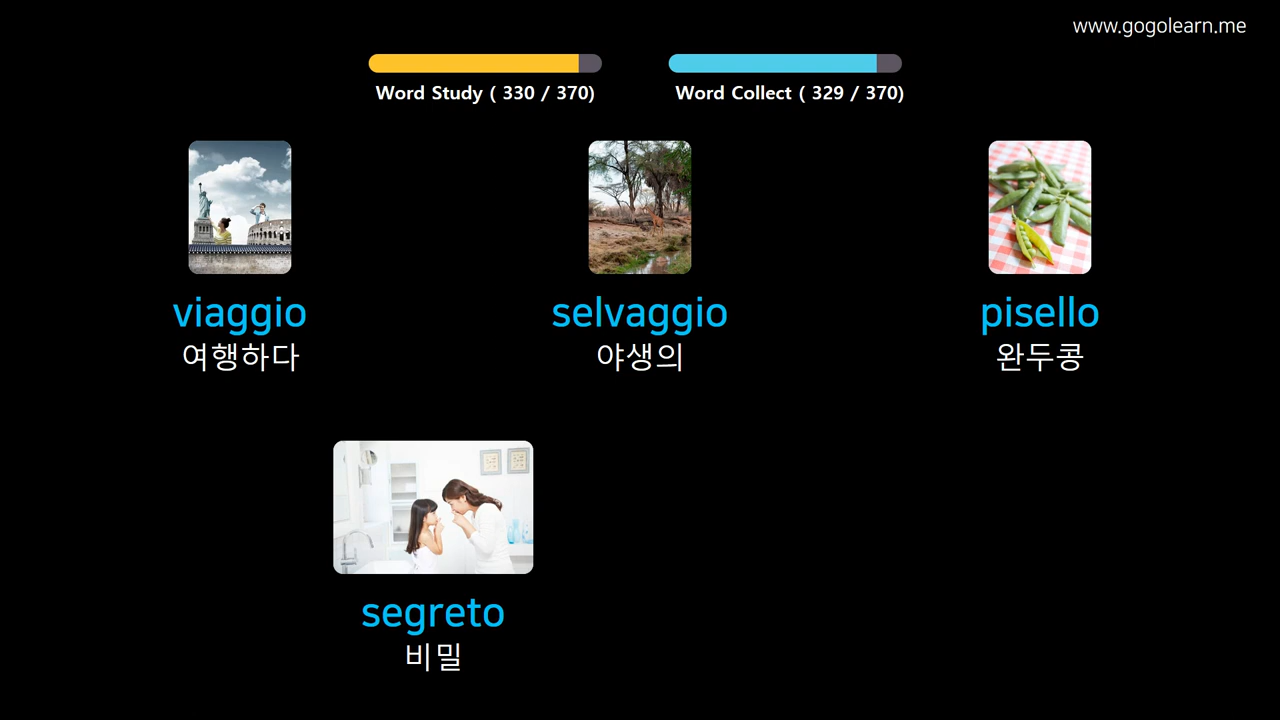 www.gogolearn.me
Word Study ( 330 / 370)
Word Collect ( 329 / 370)
viaggio
여행하다
selvaggio
야생의
pisello
완두콩
segreto
비밀